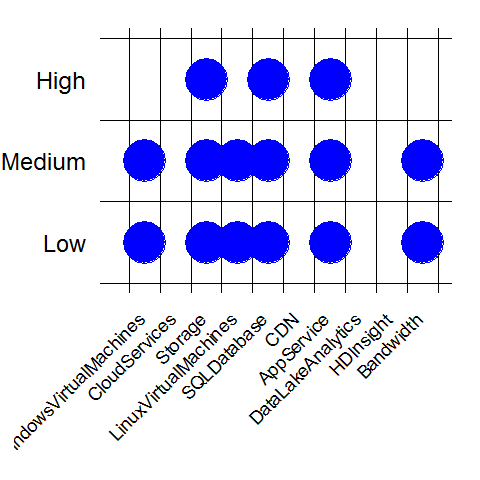 High
Medium
Low
ndowsVirtualMachines
CloudServices
Storage
LinuxVirtualMachines
SQLDatabase
CDN
AppService
DataLakeAnalytics
HDInsight
Bandwidth